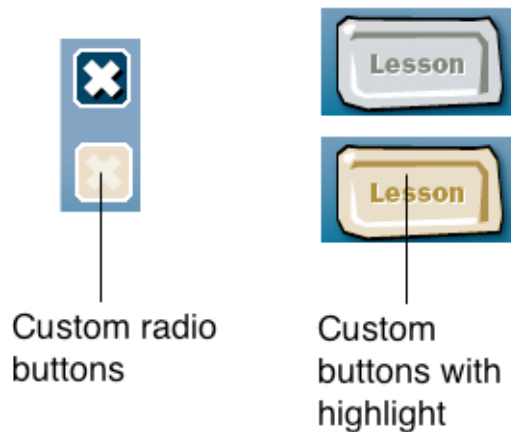 Lesson
Lesson
Custom radio
buttons
Custom
buttons with
highlight